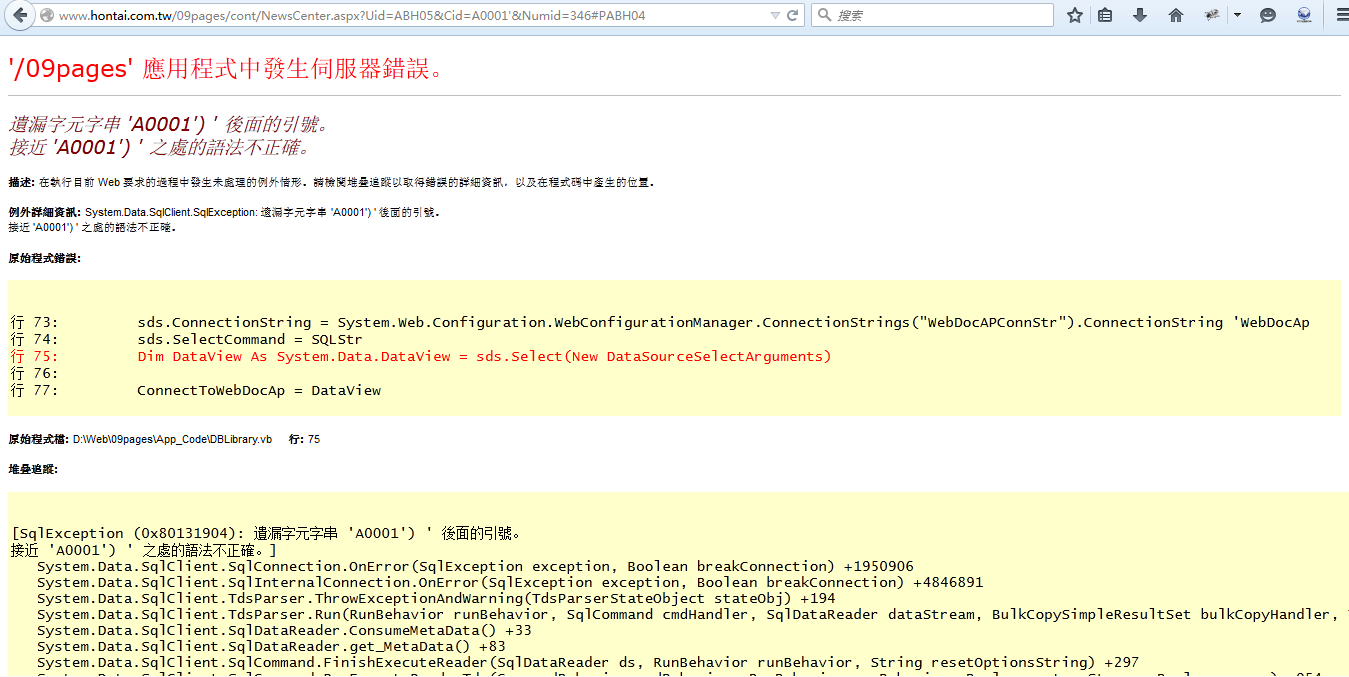 www.hontai.com.tw/09pages/cont/NewsCenter.aspx?Uid=ABH05&Cid=A0001'&Numid=346#PABH04
搜索
'/09pages' 應用程式中發生伺服器錯誤。
遺漏字元字串 'A0001') ' 後面的引號。
接近 'A0001') ' 之處的語法不正確。
描述: 在執行目前 Web 要求的過程中發生未處理的例外情形。請檢閱堆疊追蹤以取得錯誤的詳細資訊，以及在程式碼中產生的位置。
例外詳細資訊: System.Data.SqlClient.SqlException: 遺漏字元字串 'A0001') ' 後面的引號。
接近 'A0001') ' 之處的語法不正確。
原始程式錯誤:
行 73: sds.ConnectionString = System.Web.Configuration.WebConfigurationManager.ConnectionStrings("WebDocAPConnStr").ConnectionString 'WebDocAp
行 74: sds.SelectCommand = SQLStr
行 75: Dim DataView As System.Data.DataView = sds.Select(New DataSourceSelectArguments)
行 76:
行 77: ConnectToWebDocAp = DataView
原始程式檔: D:\Web\09pages\App_Code\DBLibrary.vb 行: 75
堆疊追蹤:
[SqlException (0x80131904): 遺漏字元字串 'A0001') ' 後面的引號。
接近 'A0001') ' 之處的語法不正確。]
System.Data.SqlClient.SqlConnection.OnError(SqlException exception, Boolean breakConnection) +1950906
System.Data.SqlClient.SqlInternalConnection.OnError(SqlException exception, Boolean breakConnection) +4846891
System.Data.SqlClient.TdsParser.ThrowExceptionAndWarning(TdsParserStateObject stateObj) +194
System.Data.SqlClient.TdsParser.Run(RunBehavior runBehavior, SqlCommand cmdHandler, SqlDataReader dataStream, BulkCopySimpleResultSet bulkCopyHandler,
System.Data.SqlClient.SqlDataReader.ConsumeMetaData() +33
System.Data.SqlClient.SqlDataReader.get_MetaData() +83
System.Data.SqlClient.SqlCommand.FinishExecuteReader(SqlDataReader ds, RunBehavior runBehavior, String resetOptionsString) +297